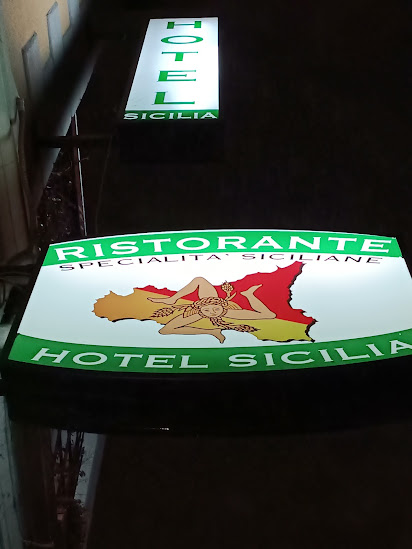 HOTEL
SICILIA
RISTORANTE
SPECIALITA' SICILIANE
HOTEL SICILIA